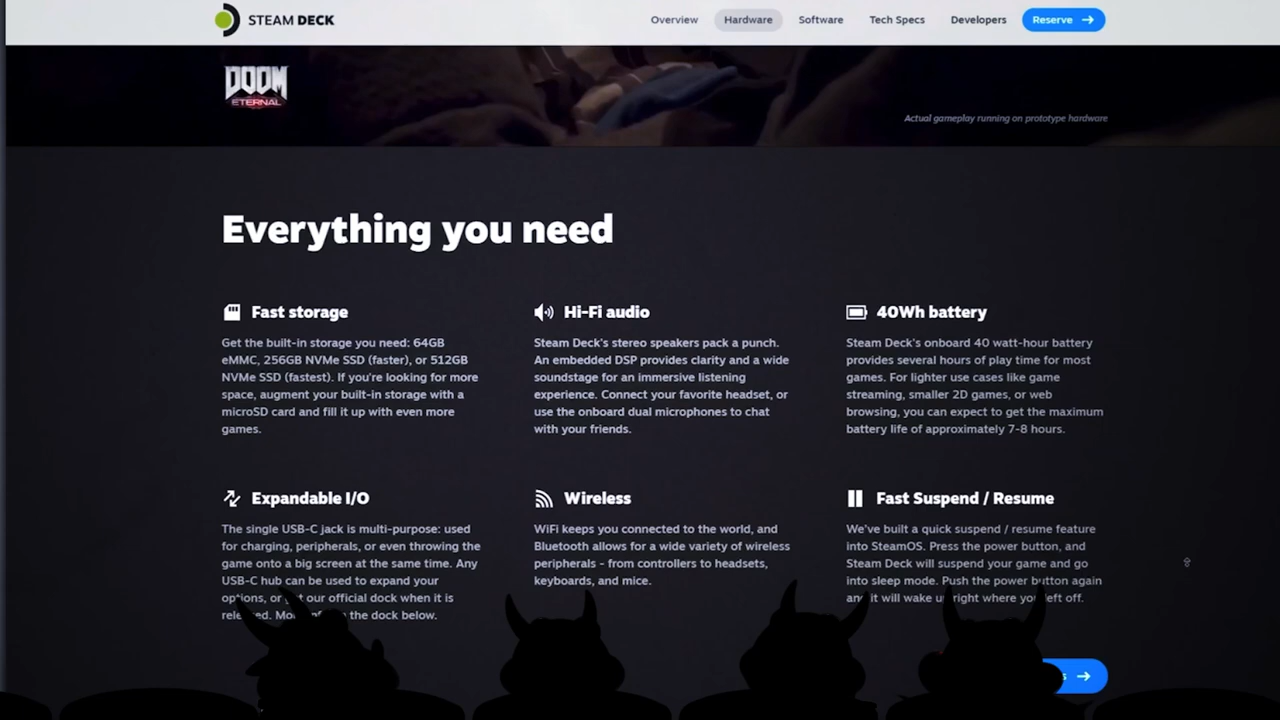 STEAM DECK
Overview
Hardware
Software
Tech Specs
Developers
Reserve
DOOM
ETERNAL
Actual gameplay running on prototype hardware
Everything you need
Fast storage
Get the built-in storage you need: 64GB
eMMC, 256GB NVMe SSD (faster), or 512GB
NVMe SSD (fastest). If you're looking for more
space, augment your built-in storage with a
microSD card and fill it up with even more
games.
Hi-Fi audio
Steam Deck's stereo speakers pack a punch.
An embedded DSP provides clarity and a wide
soundstage for an immersive listening
experience. Connect your favorite headset, or
use the onboard dual microphones to chat
with your friends.
40Wh battery
Steam Deck's onboard 40 watt-hour battery
provides several hours of play time for most
games. For lighter use cases like game
streaming, smaller 2D games, or web
browsing, you can expect to get the maximum
battery life of approximately 7-8 hours.
Expandable I/O
The single USB-C jack is multi-purpose: used
for charging, peripherals, or even throwing the
game onto a big screen at the same time. Any
USB-C hub can be used to expand your
options, or our official dock when it is
the dock below.
Wireless
WiFi keeps you connected to the world, and
Bluetooth allows for a wide variety of wireless
peripherals - from controllers to headsets,
keyboards, and mice.
Fast Suspend / Resume
We've built a quick suspend / resume feature
into SteamOS. Press the power button, and
Steam Deck will suspend your game and go
into sleep mode. Push the power button again
and it will wake up right where you left off.